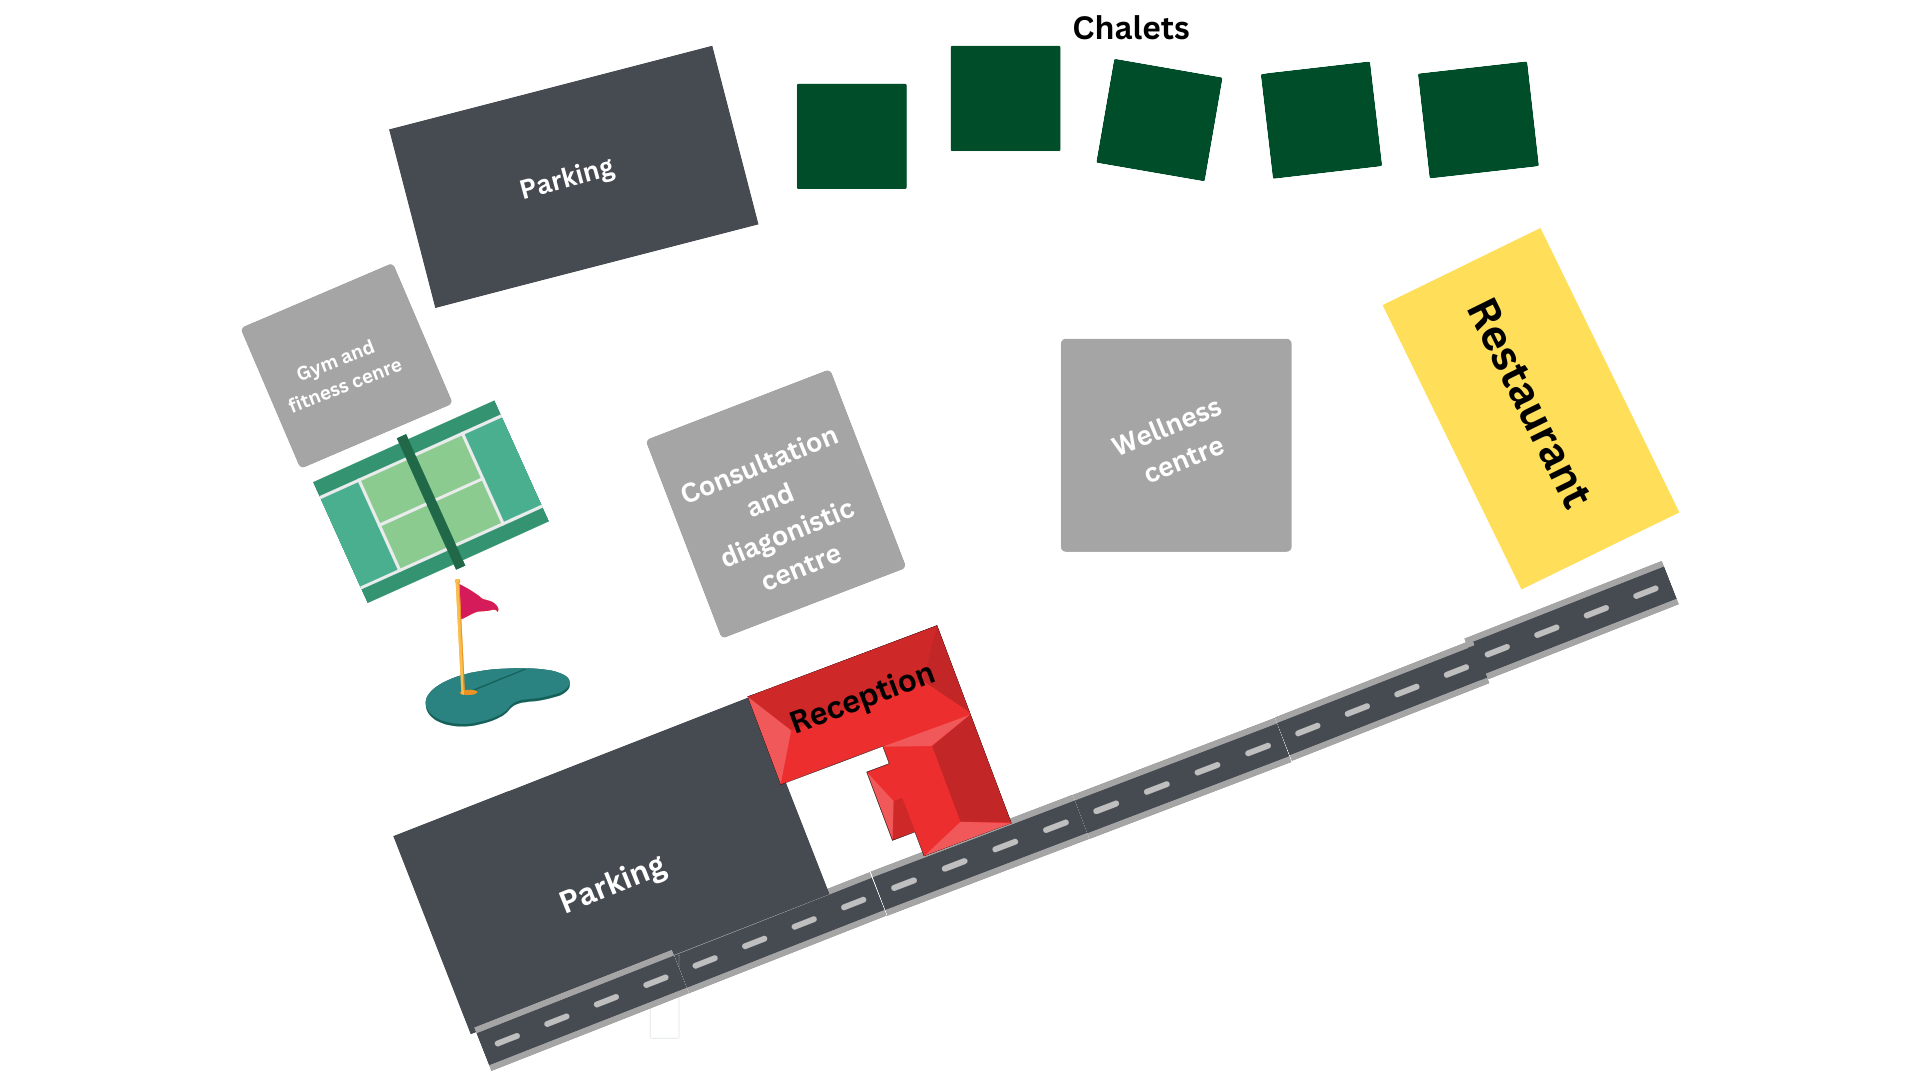 Chalets
Parking
Gym and
fitness cenre
Restaurant
Wellness
centre
Consultation
and
diagonistic
centre
Reception
Parking